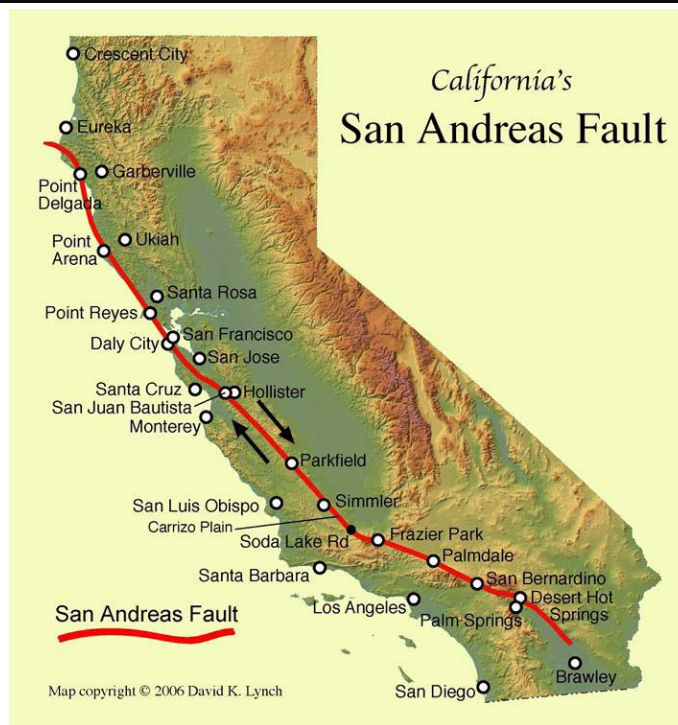 California's
San Andreas Fault
Crescent City
Eureka
Garberville
Point
Delgada
Ukiah
Point
Arena
Santa Rosa
Point Reyes
San Francisco
Daly City
San Jose
Santa Cruz
Hollister
San Juan Bautista
Monterey
Parkfield
San Luis Obispo
Simmler
Carrizo Plain
Soda Lake Rd
Frazier Park
Palmdale
Santa Barbara
San Bernardino
Los Angeles
Desert Hot
Springs
Palm Springs
San Andreas Fault
Brawley
San Diego
Map copyright © 2006 David K. Lynch